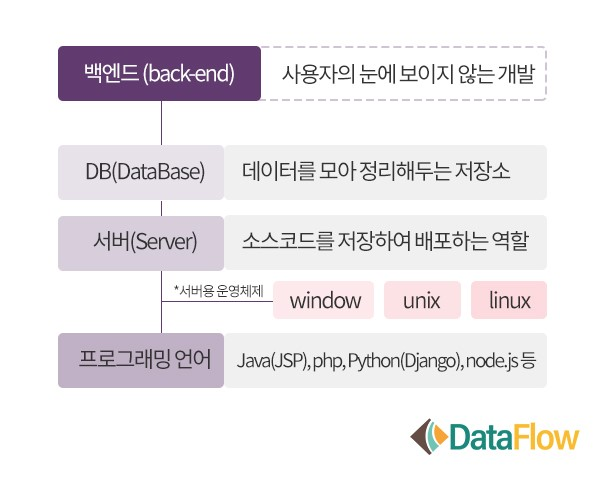 백엔드 (back-end)
사용자의 눈에 보이지 않는 개발
DB(DataBase)
데이터를 모아 정리해두는 저장소
서버(Server)
소스코드를 저장하여 배포하는 역할
*서버용 운영체제
window
unix
linux
프로그래밍 언어
Java(JSP), php, Python(Django), node.js 등
DataFlow